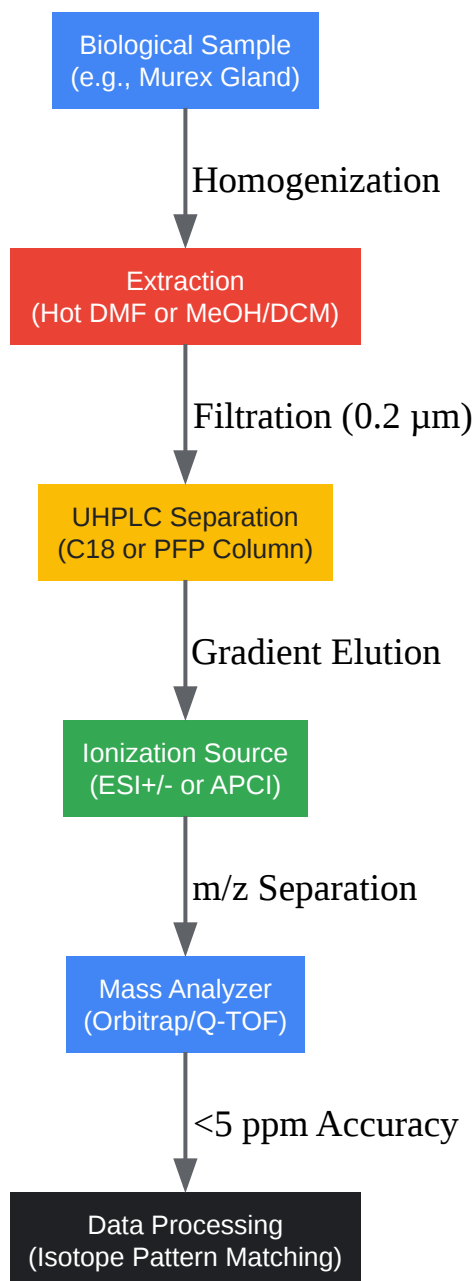 Biological Sample
(e.g., Murex Gland)
Homogenization
Extraction
(Hot DMF or MeOH/DCM)
Filtration (0.2 µm)
UHPLC Separation
(C18 or PFP Column)
Gradient Elution
Ionization Source
(ESI+/- or APCI)
m/z Separation
Mass Analyzer
(Orbitrap/Q-TOF)
<5 ppm Accuracy
Data Processing
(Isotope Pattern Matching)